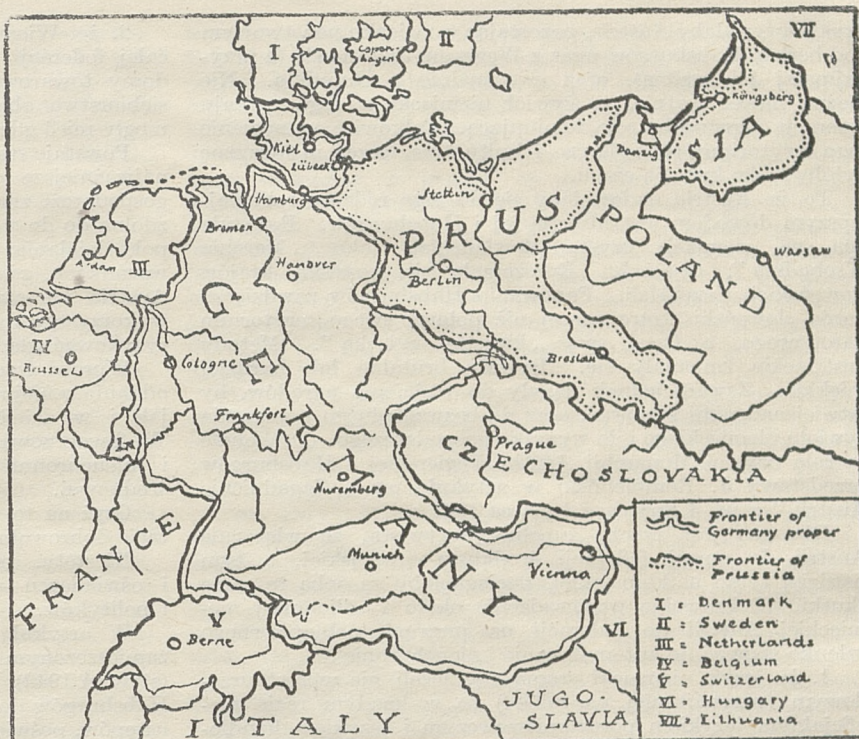 I
Copenhagen
II
VII
Königsberg
Danzig
SIA
Kiel
Lübeck
Hamburg
Stettin
PRUS
POLAND
Bremen
A'dam
III
Hanover
Berlin
Warsaw
IV
Brussels
Cologne
GERMANY
Breslau
Frankfort
Lx
Prague
CZECHOSLOVAKIA
Nuremberg
FRANCE
Munich
Vienna
V
Berne
VI
ITALY
JUGO-
SLAVIA
Frontier of
Germany proper
Frontier of
Prussia
I = Denmark
II = Sweden
III = Netherlands
IV = Belgium
V = Switzerland
VI = Hungary
VII = Lithuania